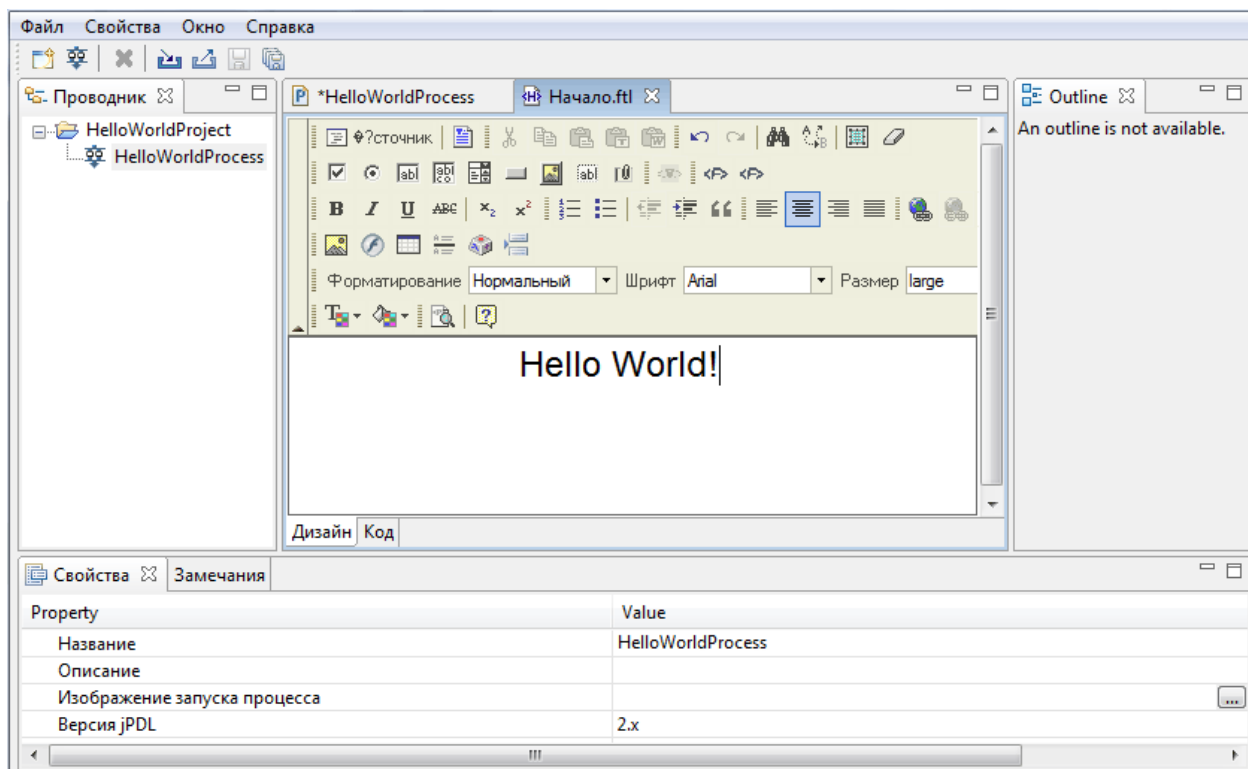 Файл Свойства Окно Справка
Проводник
HelloWorldProject
HelloWorldProcess
*HelloWorldProcess Начало.ftl
�?сточник
Форматирование Нормальный Шрифт Arial Размер large
Hello World!
Дизайн Код
Outline
An outline is not available.
Свойства Замечания
Property Value
Название HelloWorldProcess
Описание
Изображение запуска процесса ...
Версия jPDL 2.x